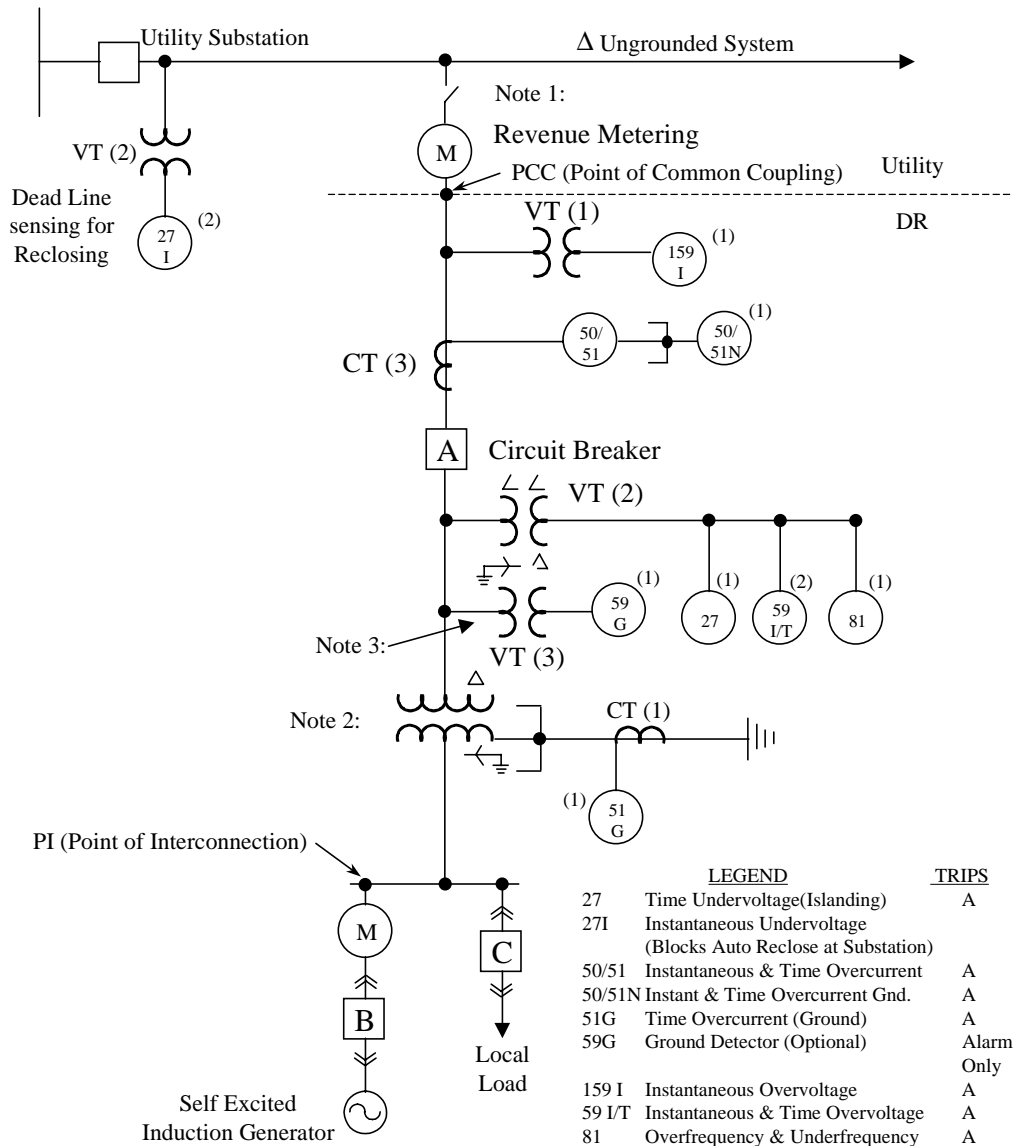 Utility Substation
Δ Ungrounded System
Note 1:
VT (2)
Revenue Metering
M
Utility
PCC (Point of Common Coupling)
Dead Line
sensing for
Reclosing
27
I
(2)
DR
VT (1)
159
I
(1)
CT (3)
50/
51
50/
51N
(1)
A
Circuit Breaker
VT (2)
Δ
59
G
(1)
27
(1)
59
I/T
(2)
81
(1)
Note 3:
VT (3)
Δ
Note 2:
CT (1)
(1)
51
G
PI (Point of Interconnection)
M
C
B
Local
Load
Self Excited
Induction Generator
LEGEND TRIPS
27 Time Undervoltage(Islanding) A
27I Instantaneous Undervoltage
(Blocks Auto Reclose at Substation)
50/51 Instantaneous & Time Overcurrent A
50/51N Instant & Time Overcurrent Gnd. A
51G Time Overcurrent (Ground) A
59G Ground Detector (Optional) Alarm
Only
159 I Instantaneous Overvoltage A
59 I/T Instantaneous & Time Overvoltage A
81 Overfrequency & Underfrequency A